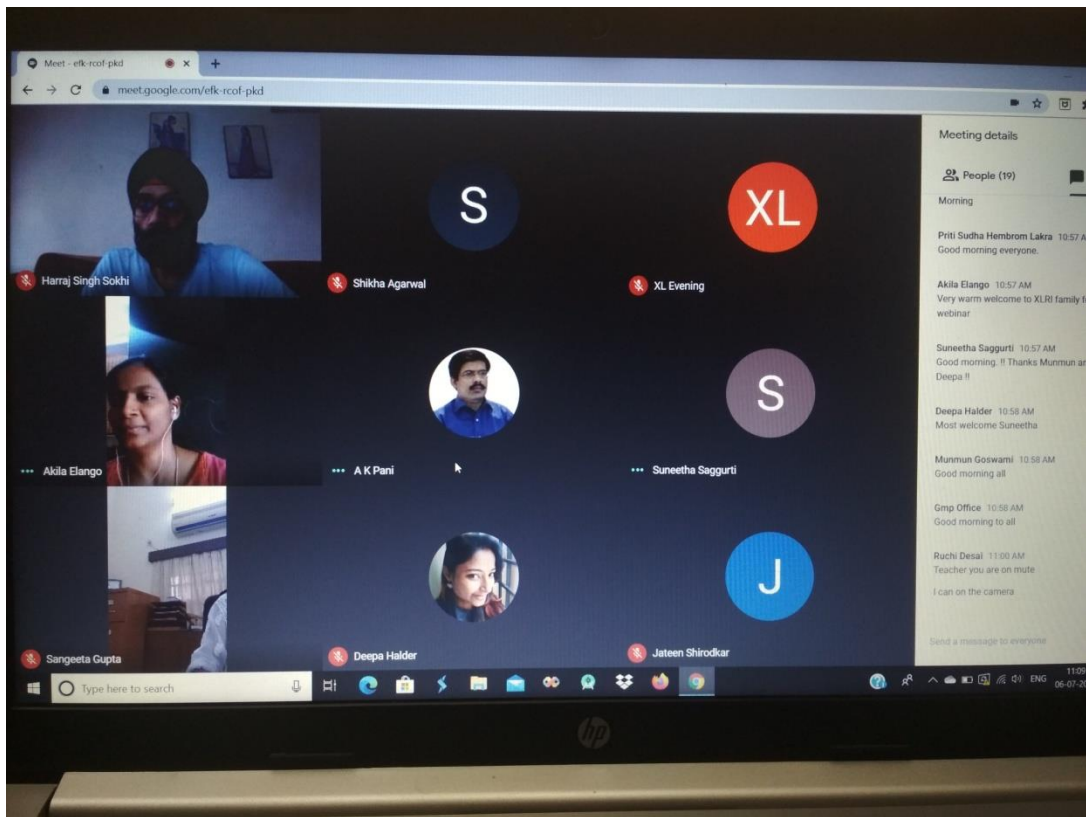 Meet - efk-rcof-pkd
meet.google.com/efk-rcof-pkd
Harraj Singh Sokhi
S
Shikha Agarwal
XL
XL Evening
Akila Elango
A K Pani
S
Suneetha Saggurti
Sangeeta Gupta
Deepa Halder
J
Jateen Shirodkar
Meeting details
People (19)
Morning
Priti Sudha Hembrom Lakra 10:57 A
Good morning everyone.
Akila Elango 10:57 AM
Very warm welcome to XLRI family f
webinar
Suneetha Saggurti 10:57 AM
Good morning. !! Thanks Munmun an
Deepa !!
Deepa Halder 10:58 AM
Most welcome Suneetha
Munmun Goswami 10:58 AM
Good morning all
Gmp Office 10:58 AM
Good morning to all
Ruchi Desai 11:00 AM
Teacher you are on mute
I can on the camera
Send a message to everyone
Type here to search
ENG
11:09
06-07-20
hp